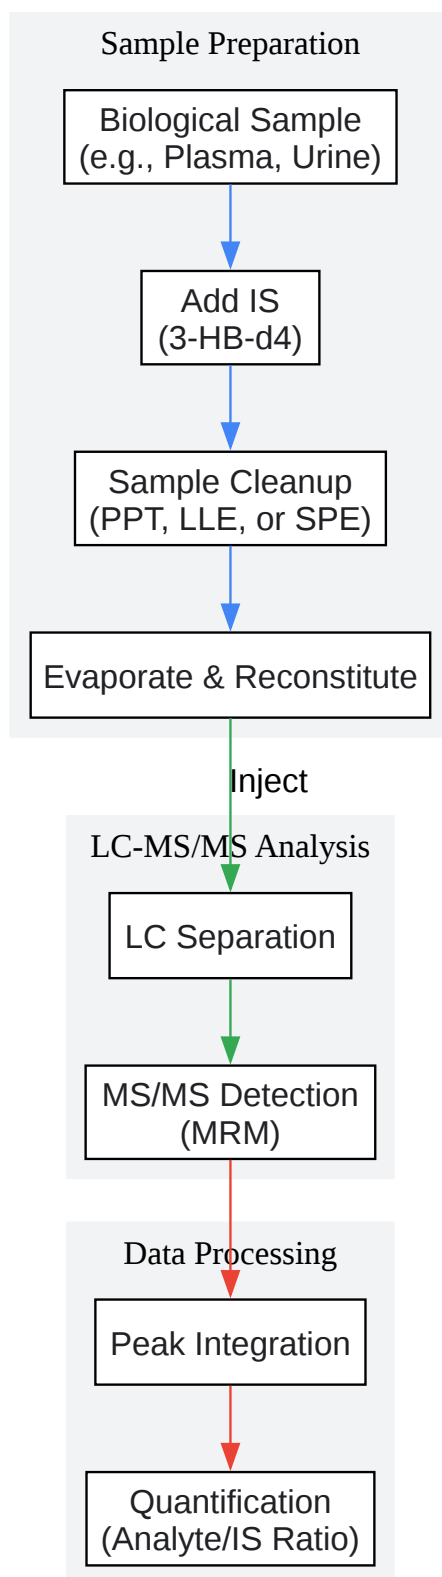 Sample Preparation
Biological Sample
(e.g., Plasma, Urine)
Add IS
(3-HB-d4)
Sample Cleanup
(PPT, LLE, or SPE)
Evaporate & Reconstitute
Inject
LC-MS/MS Analysis
LC Separation
MS/MS Detection
(MRM)
Data Processing
Peak Integration
Quantification
(Analyte/IS Ratio)